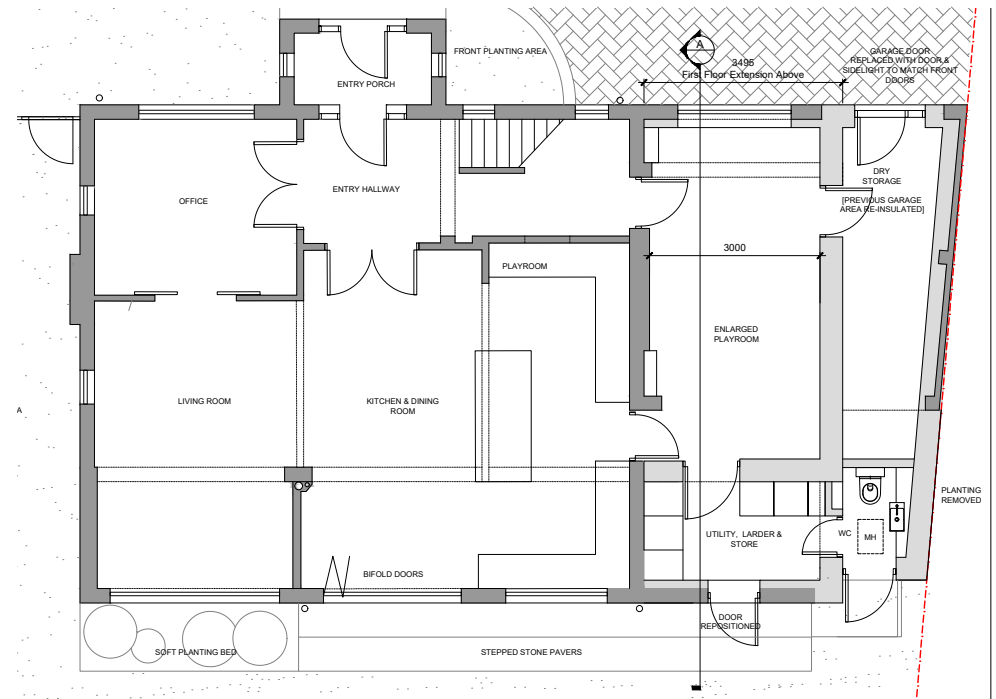 FRONT PLANTING AREA
A
3495
First Floor Extension Above
GARAGE DOOR
REPLACED WITH DOOR &
SIDELIGHT TO MATCH FRONT
DOORS
ENTRY PORCH
DRY
STORAGE
[PREVIOUS GARAGE
AREA RE-INSULATED]
ENTRY HALLWAY
OFFICE
3000
PLAYROOM
ENLARGED
PLAYROOM
A
LIVING ROOM
KITCHEN & DINING
ROOM
PLANTING
REMOVED
UTILITY, LARDER &
STORE
WC
MH
BIFOLD DOORS
DOOR
REPOSITIONED
SOFT PLANTING BED
STEPPED STONE PAVERS